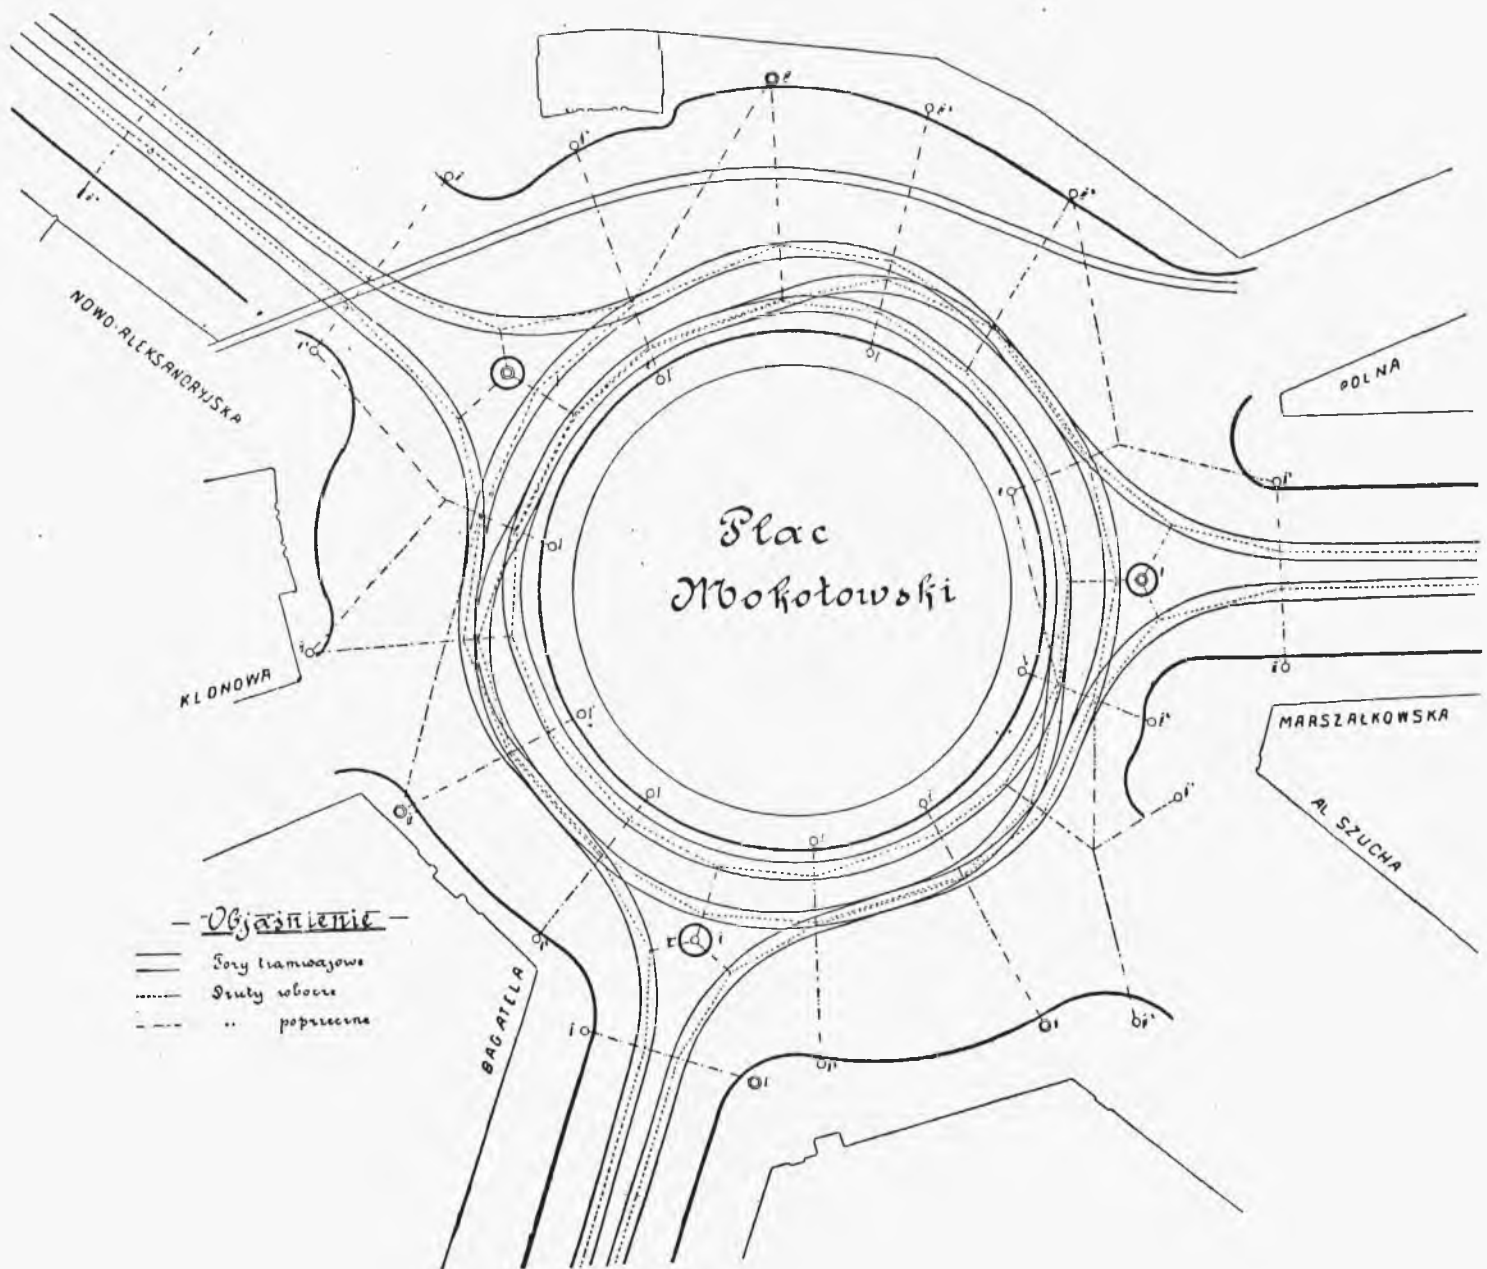 NOWO-ALEKSANDRYJSKA
POLNA
Plac
Mokotowski
KLONOWA
MARSZAŁKOWSKA
AL SZUCHA
— Objaśnienie —
Tory tramwajowe
Druty robocze
„ poprzeczne
BAGATELA